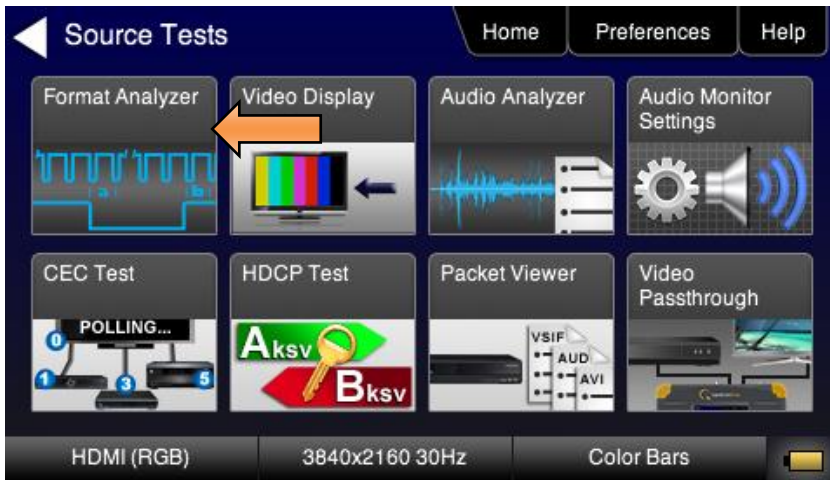 Source Tests
Home
Preferences
Help
Format Analyzer
Video Display
Audio Analyzer
Audio Monitor
Settings
a
b
CEC Test
HDCP Test
Packet Viewer
Video
Passthrough
POLLING...
0
1
3
5
Aksv
Bksv
VSIF
AUD
AVI
HDMI (RGB)
3840x2160 30Hz
Color Bars